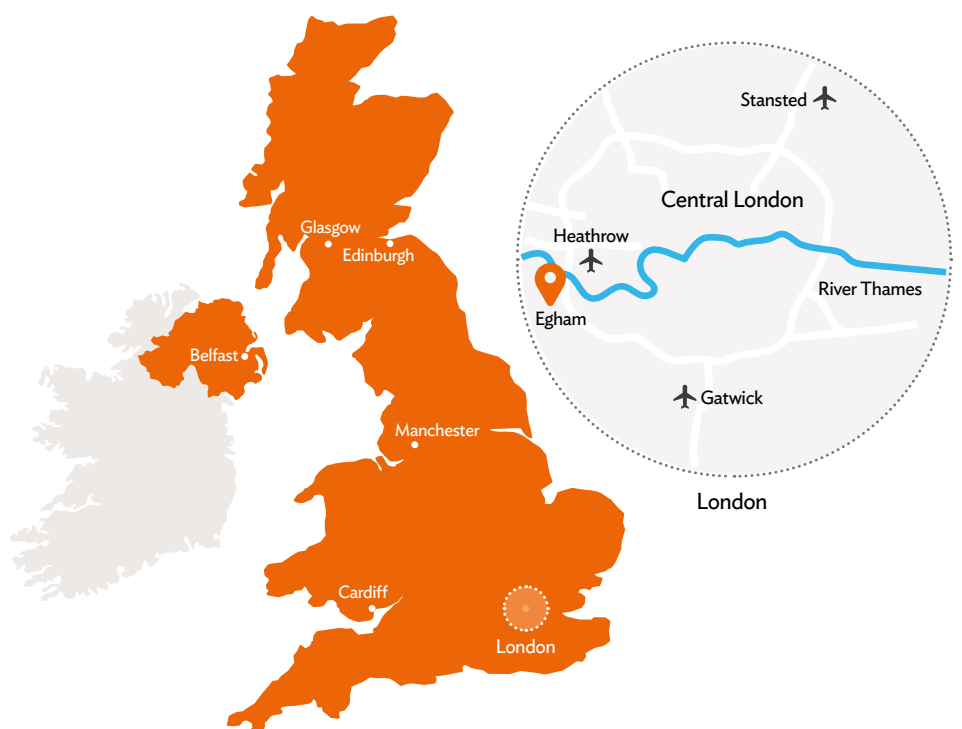 Glasgow
Edinburgh
Belfast
Manchester
Cardiff
London
Stansted
Central London
Heathrow
River Thames
Egham
Gatwick
London